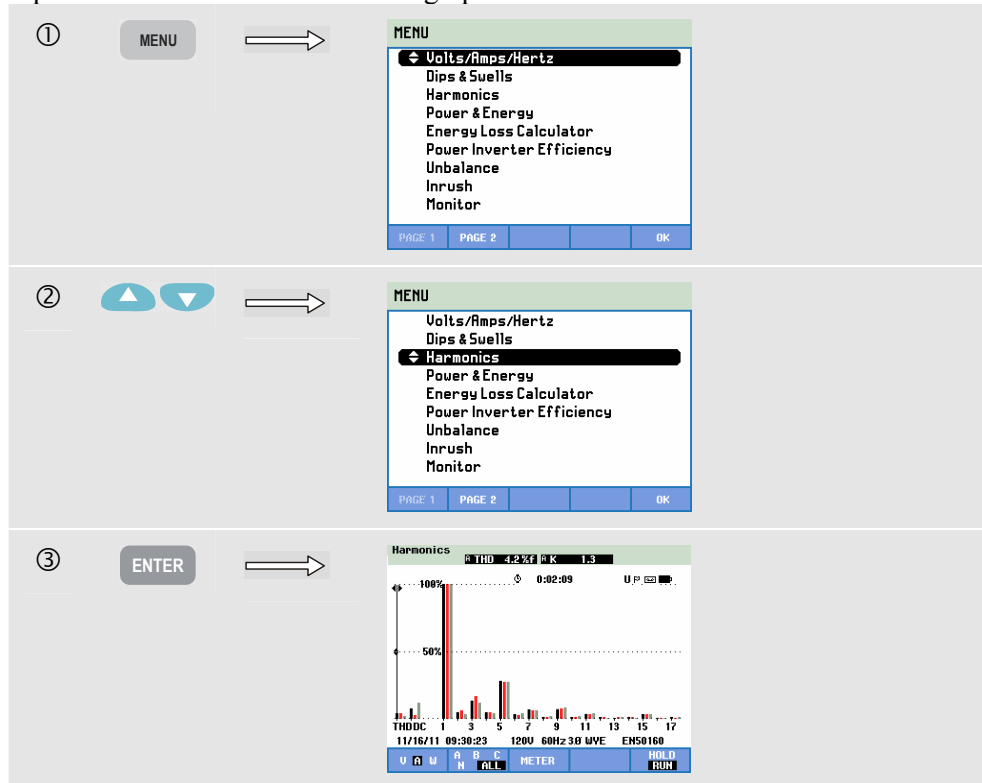 ①
MENU
MENU
Volts/Amps/Hertz
Dips & Swells
Harmonics
Power & Energy
Energy Loss Calculator
Power Inverter Efficiency
Unbalance
Inrush
Monitor
PAGE 1 PAGE 2 OK
②
MENU
Volts/Amps/Hertz
Dips & Swells
Harmonics
Power & Energy
Energy Loss Calculator
Power Inverter Efficiency
Unbalance
Inrush
Monitor
PAGE 1 PAGE 2 OK
③
ENTER
Harmonics
A THD 4.2%f A K 1.3
0:02:09
100%
50%
THDDC 1 3 5 7 9 11 13 15 17
11/16/11 09:30:23 120V 60Hz 3Ø WYE EN50160
V A W
A B C
N ALL
METER
HOLD
RUN